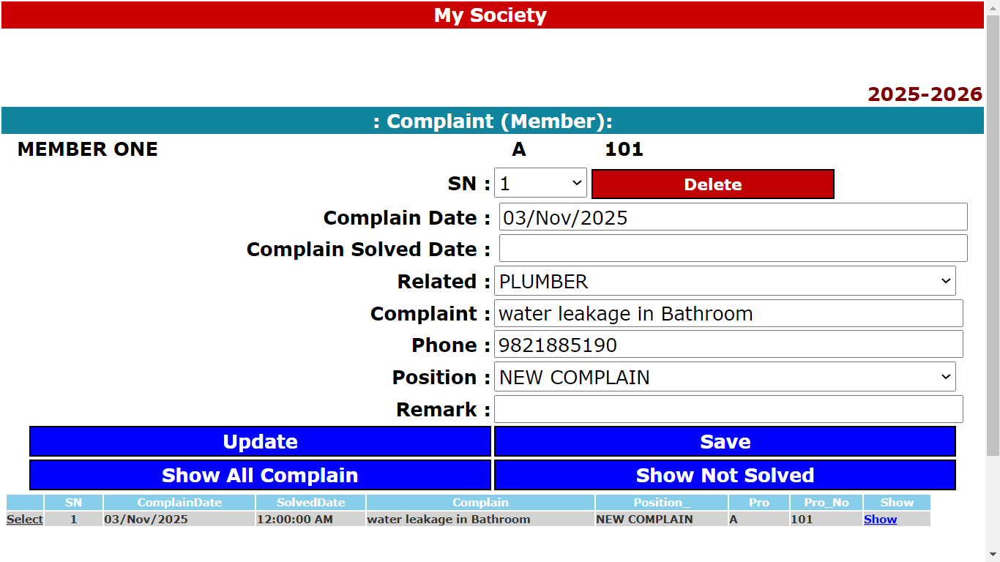 My Society
2025-2026
: Complaint (Member):
MEMBER ONE A 101
SN : 1 Delete
Complain Date : 03/Nov/2025
Complain Solved Date :
Related : PLUMBER
Complaint : water leakage in Bathroom
Phone : 9821885190
Position : NEW COMPLAIN
Remark :
Update Save
Show All Complain Show Not Solved
SN ComplainDate SolvedDate Complain Position_ Pro Pro_No Show
Select 1 03/Nov/2025 12:00:00 AM water leakage in Bathroom NEW COMPLAIN A 101 Show